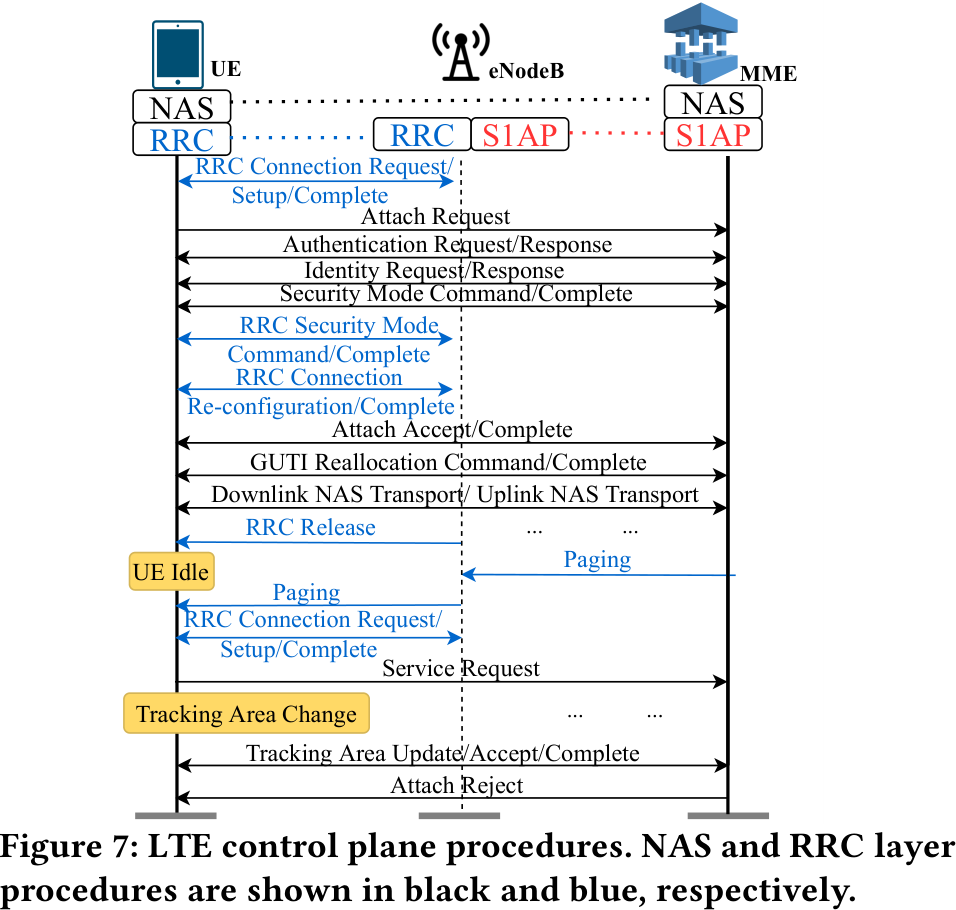 UE
eNodeB
MME
NAS
NAS
RRC
RRC
S1AP
S1AP
RRC Connection Request/
Setup/Complete
Attach Request
Authentication Request/Response
Identity Request/Response
Security Mode Command/Complete
RRC Security Mode
Command/Complete
RRC Connection
Re-configuration/Complete
Attach Accept/Complete
GUTI Reallocation Command/Complete
Downlink NAS Transport/ Uplink NAS Transport
RRC Release
... ...
UE Idle
Paging
Paging
RRC Connection Request/
Setup/Complete
Service Request
Tracking Area Change
... ...
Tracking Area Update/Accept/Complete
Attach Reject
Figure 7: LTE control plane procedures. NAS and RRC layer
procedures are shown in black and blue, respectively.